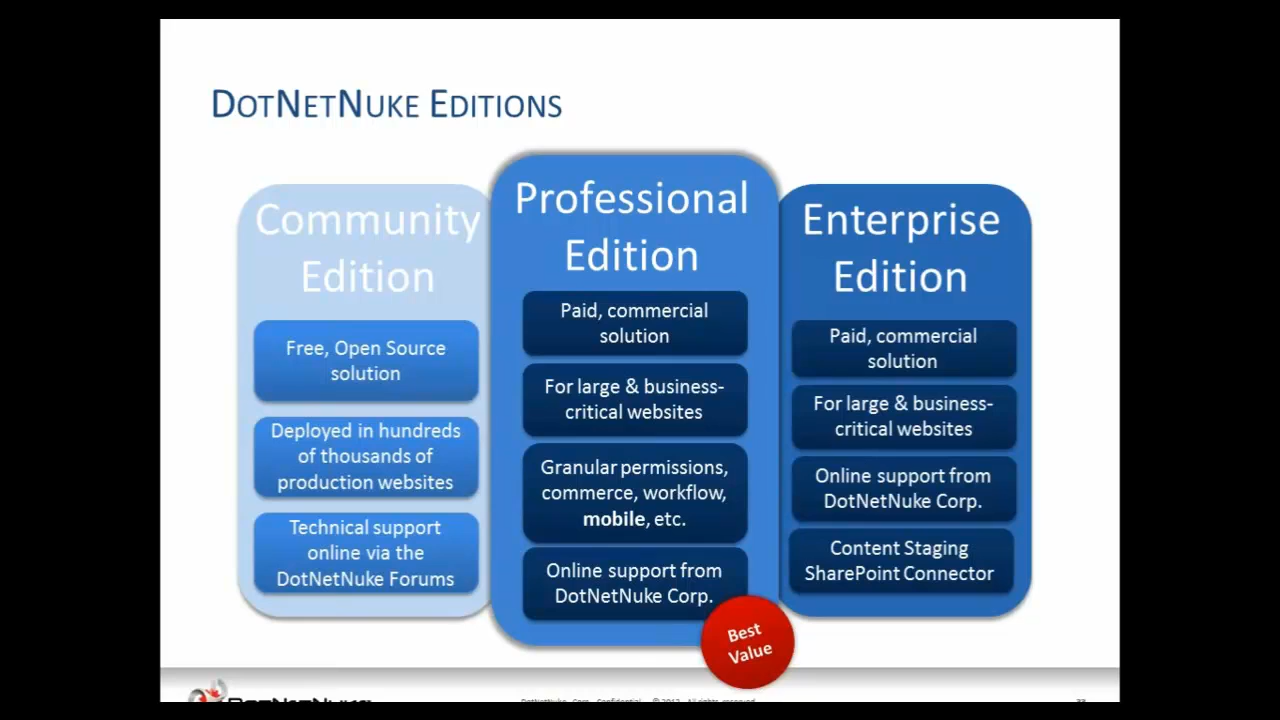 DOTNETNUKE EDITIONS
Community
Edition
Free, Open Source
solution
Deployed in hundreds
of thousands of
production websites
Technical support
online via the
DotNetNuke Forums
Professional
Edition
Paid, commercial
solution
For large & business-
critical websites
Granular permissions,
commerce, workflow,
mobile, etc.
Online support from
DotNetNuke Corp.
Best
Value
Enterprise
Edition
Paid, commercial
solution
For large & business-
critical websites
Online support from
DotNetNuke Corp.
Content Staging
SharePoint Connector
DOTNETNUKE